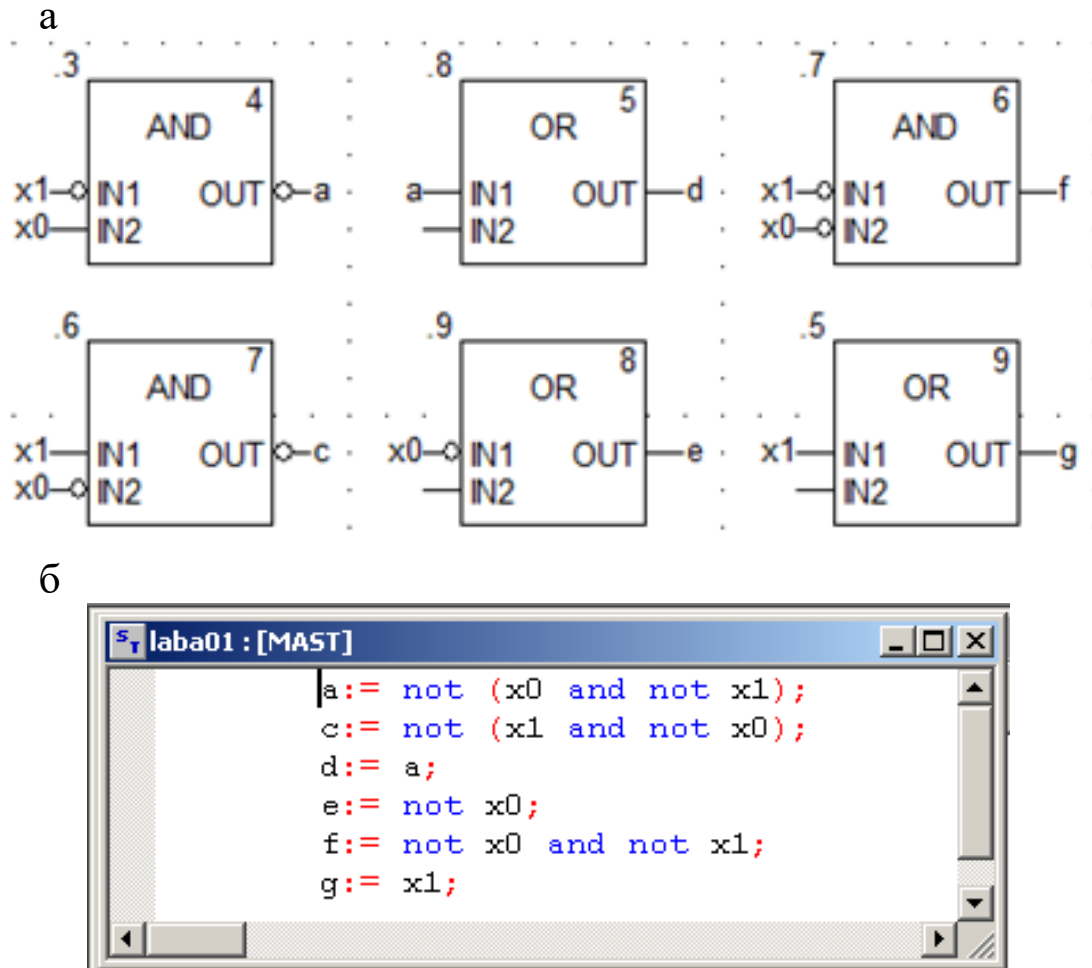 а
.3 .8 .7
4 5 6
AND OR AND
x1 IN1 OUT a a IN1 OUT d x1 IN1 OUT f
x0 IN2 IN2 x0 IN2
.6 .9 .5
7 8 9
AND OR OR
x1 IN1 OUT c x0 IN1 OUT e x1 IN1 OUT g
x0 IN2 IN2 IN2
б
ST laba01 : [MAST]
a:= not (x0 and not x1);
c:= not (x1 and not x0);
d:= a;
e:= not x0;
f:= not x0 and not x1;
g:= x1;